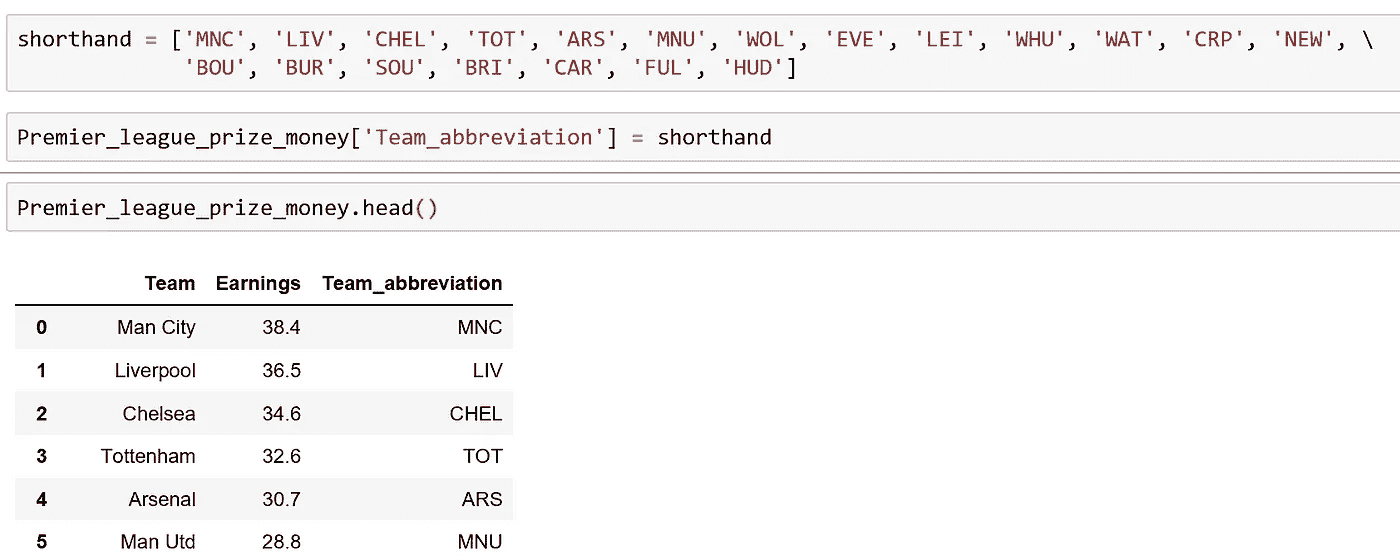 shorthand = ['MNC', 'LIV', 'CHEL', 'TOT', 'ARS', 'MNU', 'WOL', 'EVE', 'LEI', 'WHU', 'WAT', 'CRP', 'NEW', \
'BOU', 'BUR', 'SOU', 'BRI', 'CAR', 'FUL', 'HUD']
Premier_league_prize_money['Team_abbreviation'] = shorthand
Premier_league_prize_money.head()
Team Earnings Team_abbreviation
0 Man City 38.4 MNC
1 Liverpool 36.5 LIV
2 Chelsea 34.6 CHEL
3 Tottenham 32.6 TOT
4 Arsenal 30.7 ARS
5 Man Utd 28.8 MNU